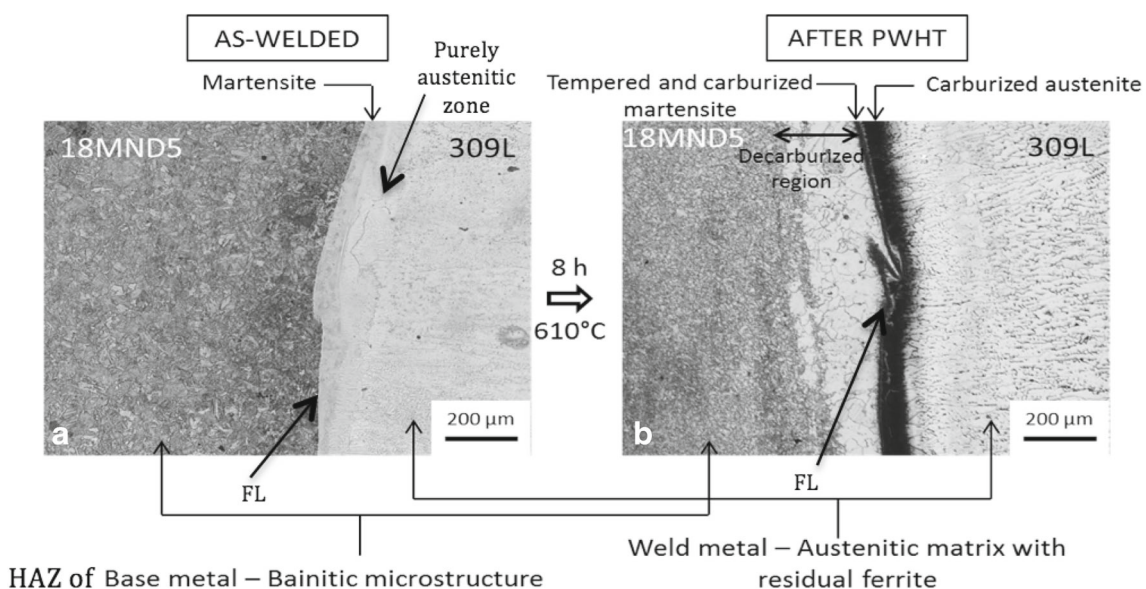 AS-WELDED
AFTER PWHT
Purely
austenitic
zone
Martensite
Tempered and carburized
martensite
Carburized austenite
18MND5
309L
18MND5
309L
Decarburized
region
8 h
610°C
a
200 µm
b
200 µm
FL
FL
HAZ of Base metal – Bainitic microstructure
Weld metal – Austenitic matrix with
residual ferrite